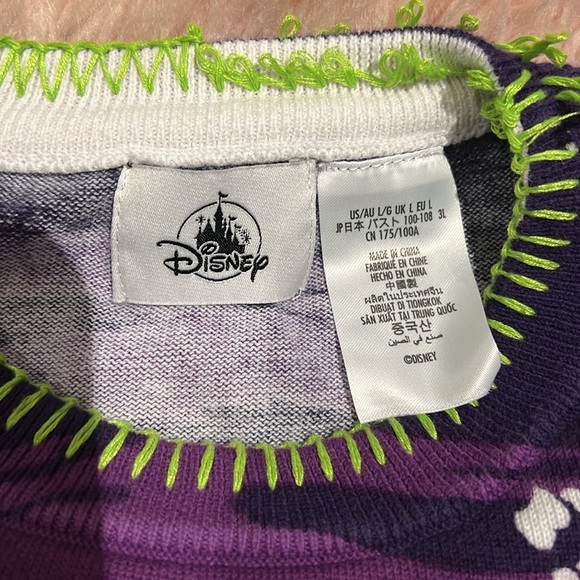 Disney
US/AU L/G UK L EU L
JP日本 バスト 100-108 3L
CN 175/100A
MADE IN CHINA
FABRIQUÉ EN CHINE
HECHO EN CHINA
中國製
ผลิตในประเทศจีน
DIBUAT DI TIONGKOK
SẢN XUẤT TẠI TRUNG QUỐC
중국산
صنع في الصين
©DISNEY